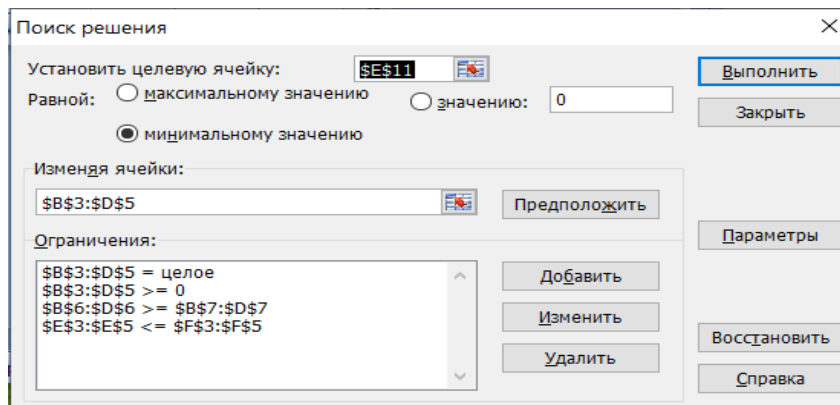 Поиск решения
Установить целевую ячейку: $E$11
Равной: максимальному значению значению: 0
минимальному значению
Выполнить
Закрыть
Изменяя ячейки:
$B$3:$D$5
Предположить
Ограничения:
$B$3:$D$5 = целое
$B$3:$D$5 >= 0
$B$6:$D$6 >= $B$7:$D$7
$E$3:$E$5 <= $F$3:$F$5
Добавить
Изменить
Удалить
Параметры
Восстановить
Справка